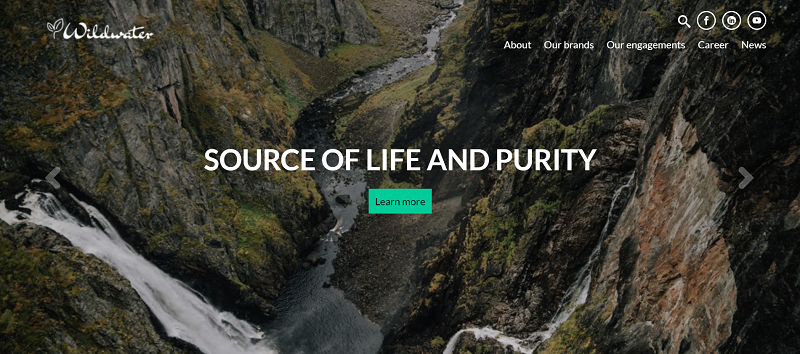 Wildwater
About Our brands Our engagements Career News
SOURCE OF LIFE AND PURITY
Learn more